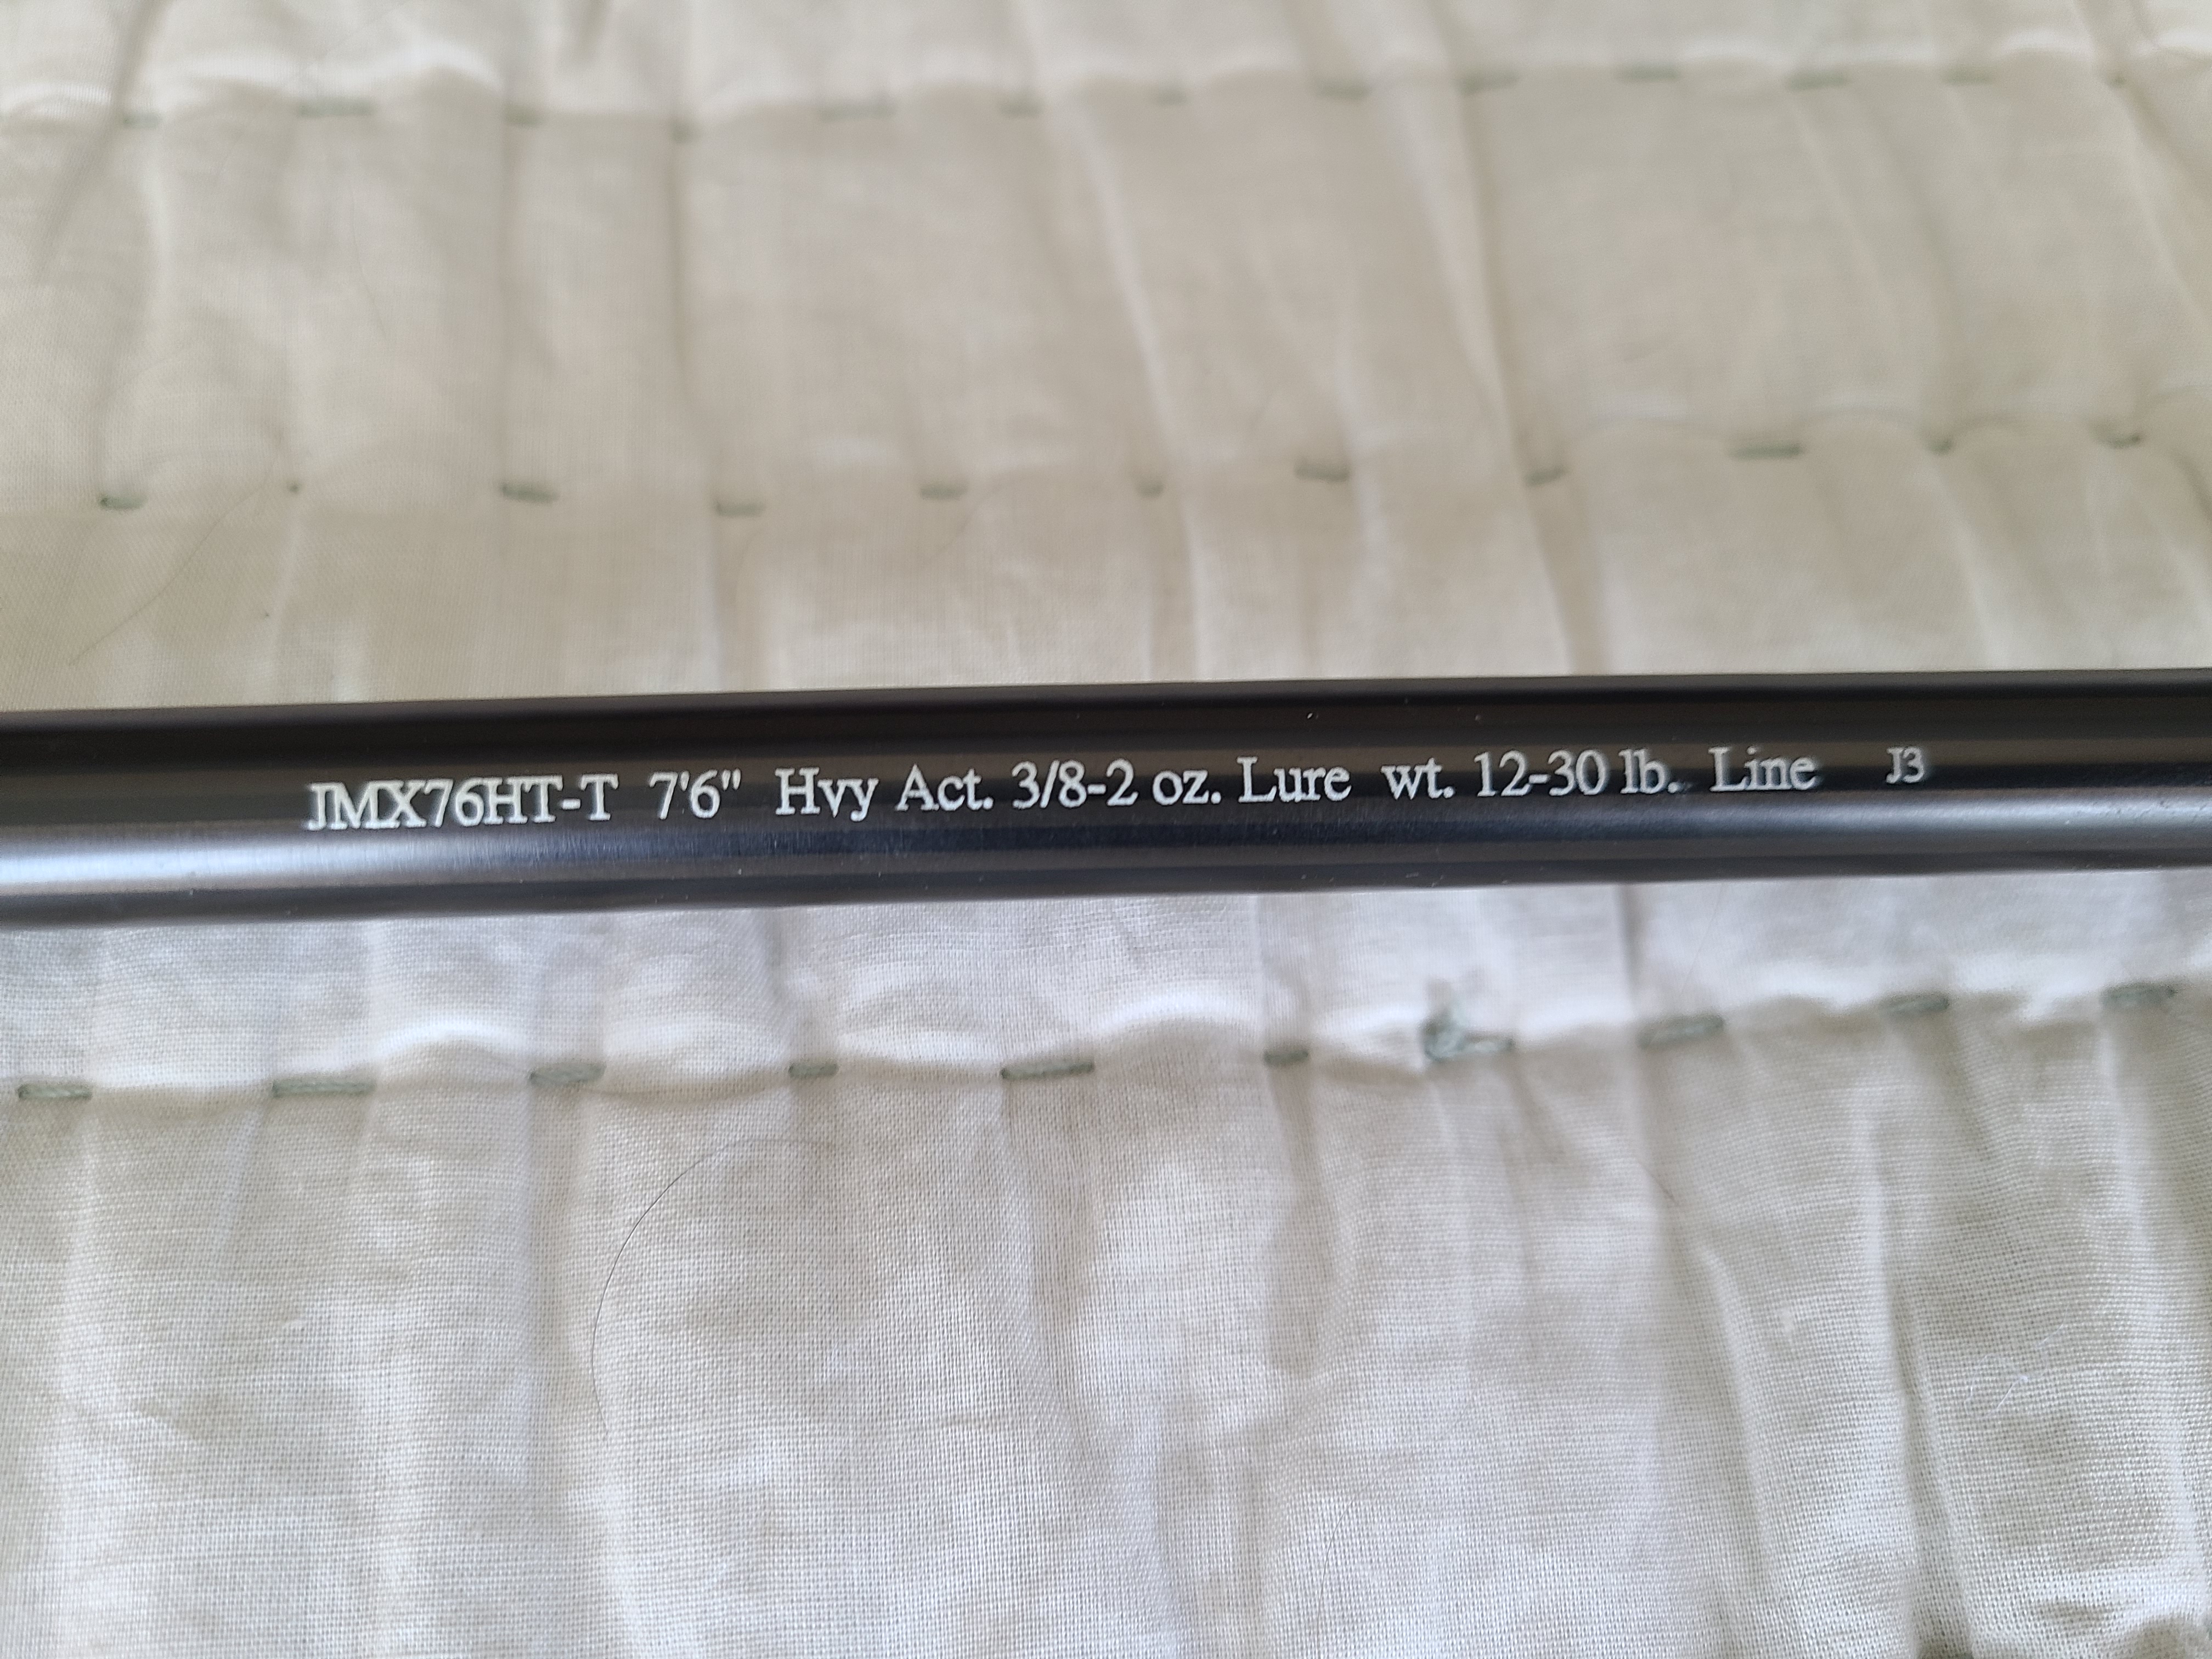 JMX76HT-T 7'6" Hvy Act. 3/8-2 oz. Lure wt. 12-30 lb. Line J3